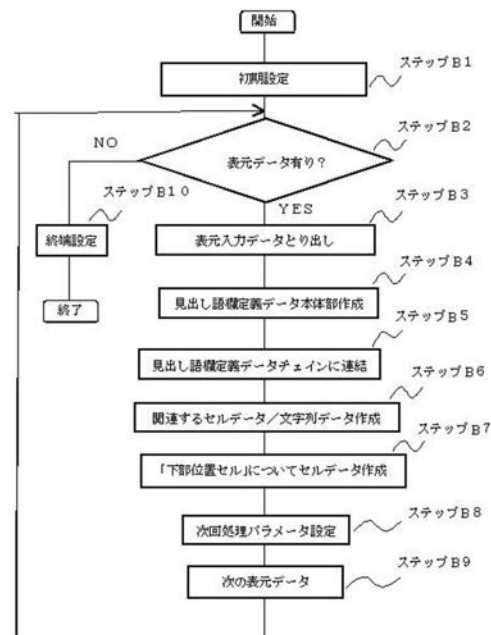 開始
ステップB1
初期設定
ステップB2
NO
表元データ有り?
ステップB10
YES
ステップB3
終端設定
表元入力データとり出し
ステップB4
終了
見出し語欄定義データ本体部作成
ステップB5
見出し語欄定義データチェインに連結
ステップB6
関連するセルデータ/文字列データ作成
ステップB7
「下部位置セル」についてセルデータ作成
ステップB8
次回処理パラメータ設定
ステップB9
次の表元データ